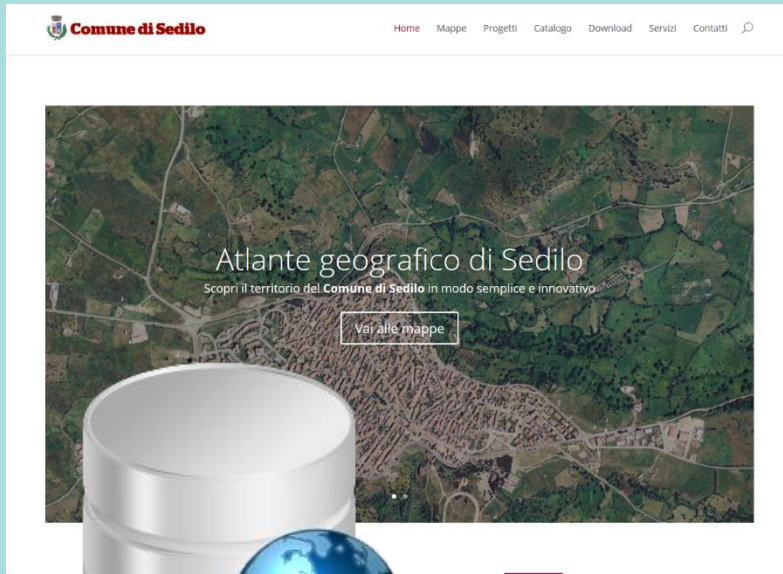 Comune di Sedilo
Home Mappe Progetti Catalogo Download Servizi Contatti
Atlante geografico di Sedilo
Scopri il territorio del Comune di Sedilo in modo semplice e innovativo
Vai alle mappe